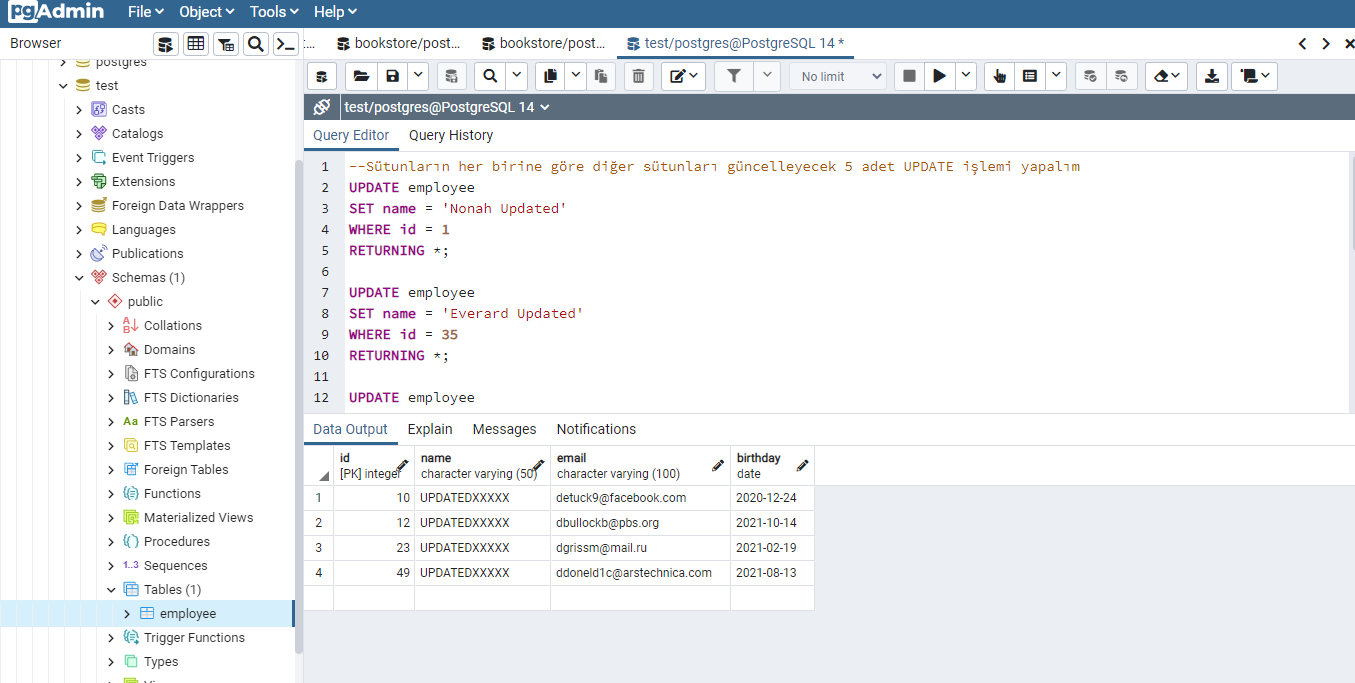 pgAdmin File Object Tools Help
Browser
t... bookstore/post... bookstore/post... test/postgres@PostgreSQL 14 *
No limit
test/postgres@PostgreSQL 14
Query Editor Query History
postgres
test
Casts
Catalogs
Event Triggers
Extensions
Foreign Data Wrappers
Languages
Publications
Schemas (1)
public
Collations
Domains
FTS Configurations
FTS Dictionaries
Aa FTS Parsers
FTS Templates
Foreign Tables
Functions
Materialized Views
Procedures
1..3 Sequences
Tables (1)
employee
Trigger Functions
Types
1 --Sütunların her birine göre diğer sütunları güncelleyecek 5 adet UPDATE işlemi yapalım
2 UPDATE employee
3 SET name = 'Nonah Updated'
4 WHERE id = 1
5 RETURNING *;
6
7 UPDATE employee
8 SET name = 'Everard Updated'
9 WHERE id = 35
10 RETURNING *;
11
12 UPDATE employee
Data Output Explain Messages Notifications
id name email birthday
[PK] integer character varying (50) character varying (100) date
1 10 UPDATEDXXXXX detuck9@facebook.com 2020-12-24
2 12 UPDATEDXXXXX dbullockb@pbs.org 2021-10-14
3 23 UPDATEDXXXXX dgrissm@mail.ru 2021-02-19
4 49 UPDATEDXXXXX ddoneld1c@arstechnica.com 2021-08-13